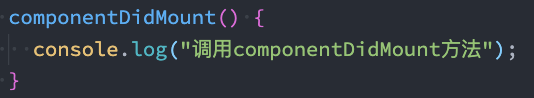 componentDidMount() {
  console.log("调用componentDidMount方法");
}